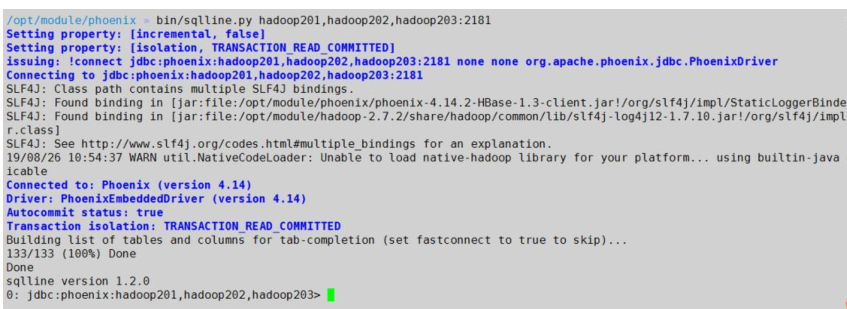 /opt/module/phoenix » bin/sqlline.py hadoop201,hadoop202,hadoop203:2181
Setting property: [incremental, false]
Setting property: [isolation, TRANSACTION_READ_COMMITTED]
issuing: !connect jdbc:phoenix:hadoop201,hadoop202,hadoop203:2181 none none org.apache.phoenix.jdbc.PhoenixDriver
Connecting to jdbc:phoenix:hadoop201,hadoop202,hadoop203:2181
SLF4J: Class path contains multiple SLF4J bindings.
SLF4J: Found binding in [jar:file:/opt/module/phoenix/phoenix-4.14.2-HBase-1.3-client.jar!/org/slf4j/impl/StaticLoggerBinde
SLF4J: Found binding in [jar:file:/opt/module/hadoop-2.7.2/share/hadoop/common/lib/slf4j-log4j12-1.7.10.jar!/org/slf4j/impl
r.class]
SLF4J: See http://www.slf4j.org/codes.html#multiple_bindings for an explanation.
19/08/26 10:54:37 WARN util.NativeCodeLoader: Unable to load native-hadoop library for your platform... using builtin-java
icable
Connected to: Phoenix (version 4.14)
Driver: PhoenixEmbeddedDriver (version 4.14)
Autocommit status: true
Transaction isolation: TRANSACTION_READ_COMMITTED
Building list of tables and columns for tab-completion (set fastconnect to true to skip)...
133/133 (100%) Done
Done
sqlline version 1.2.0
0: jdbc:phoenix:hadoop201,hadoop202,hadoop203>